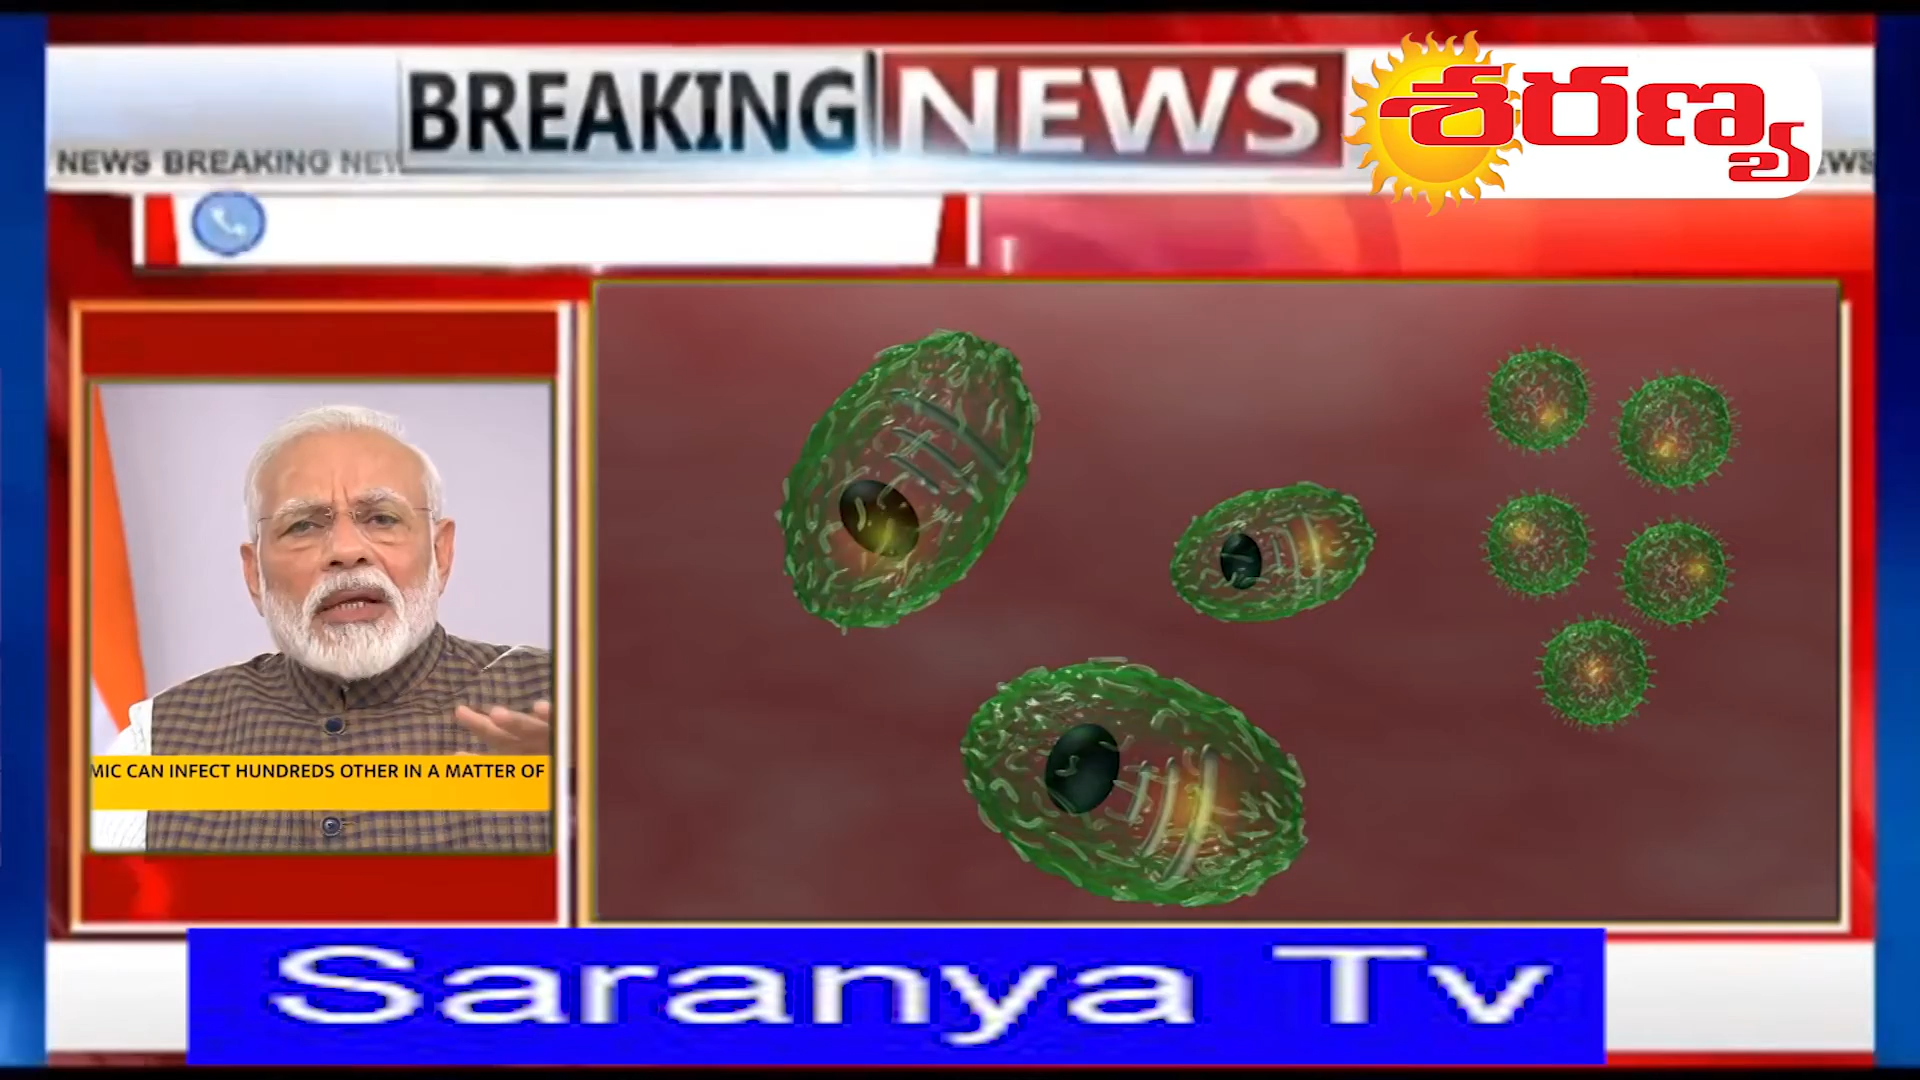 BREAKING NEWS
శరణ్య
NEWS BREAKING NEW
EWS
MIC CAN INFECT HUNDREDS OTHER IN A MATTER OF
Saranya Tv